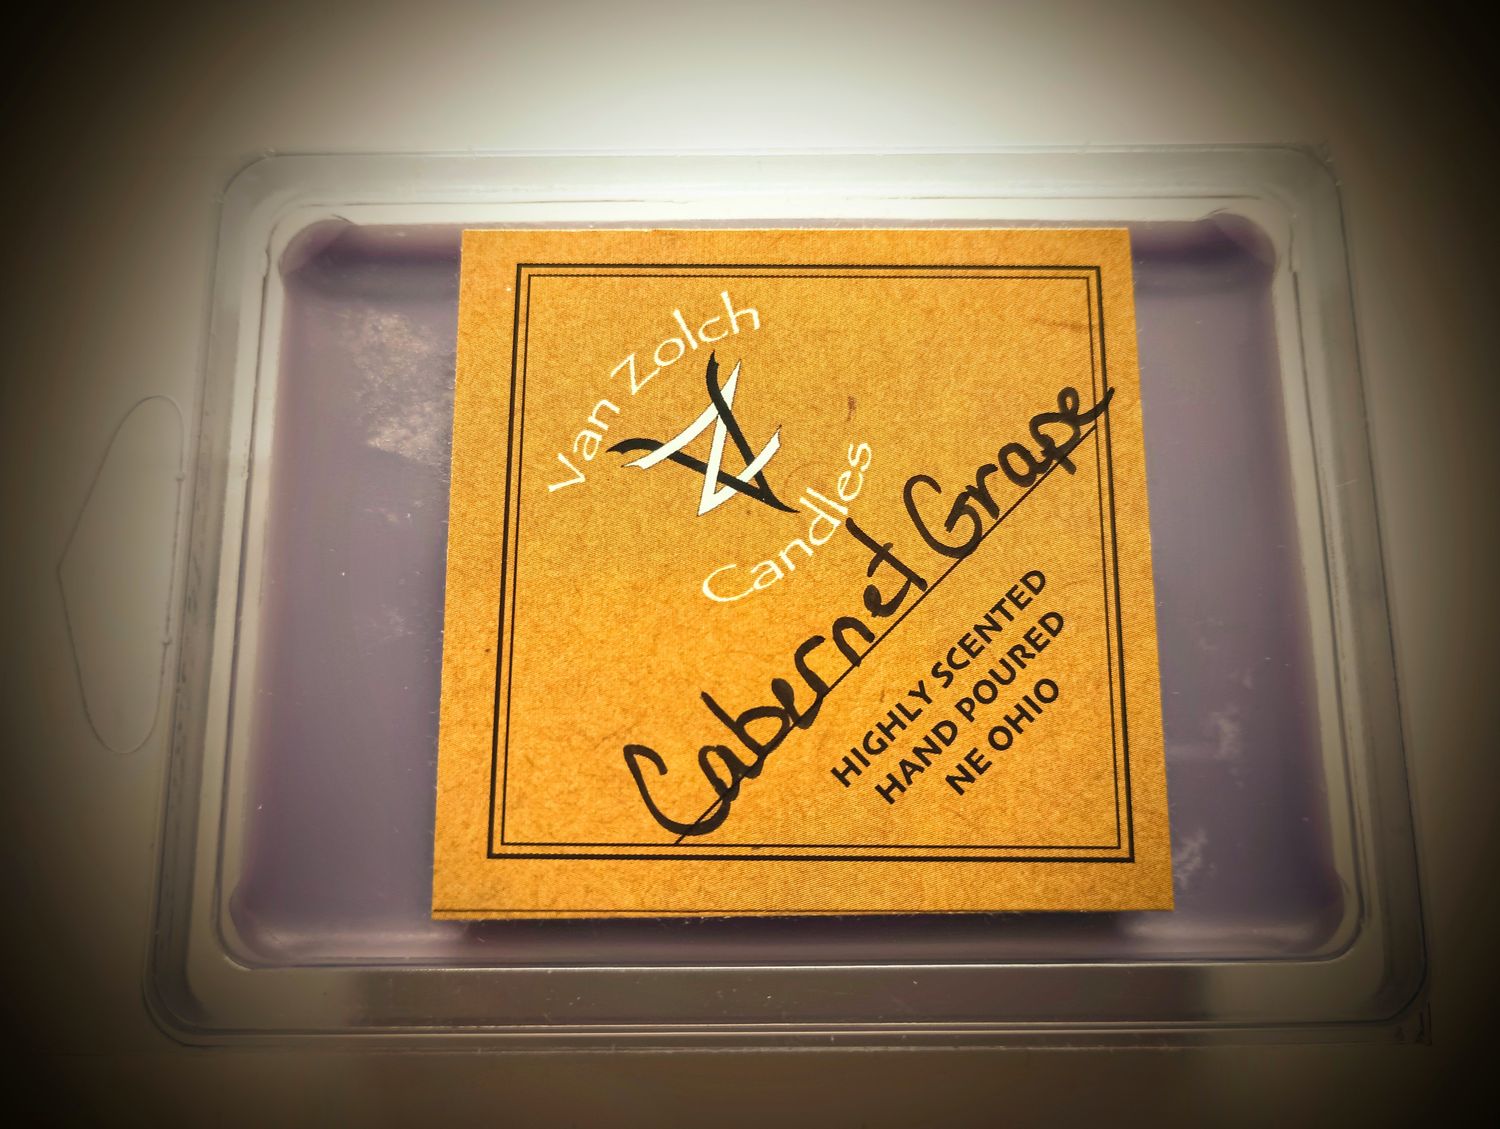 Van Zolch
Candles
Cabernet Grape
HIGHLY SCENTED
HAND POURED
NE OHIO